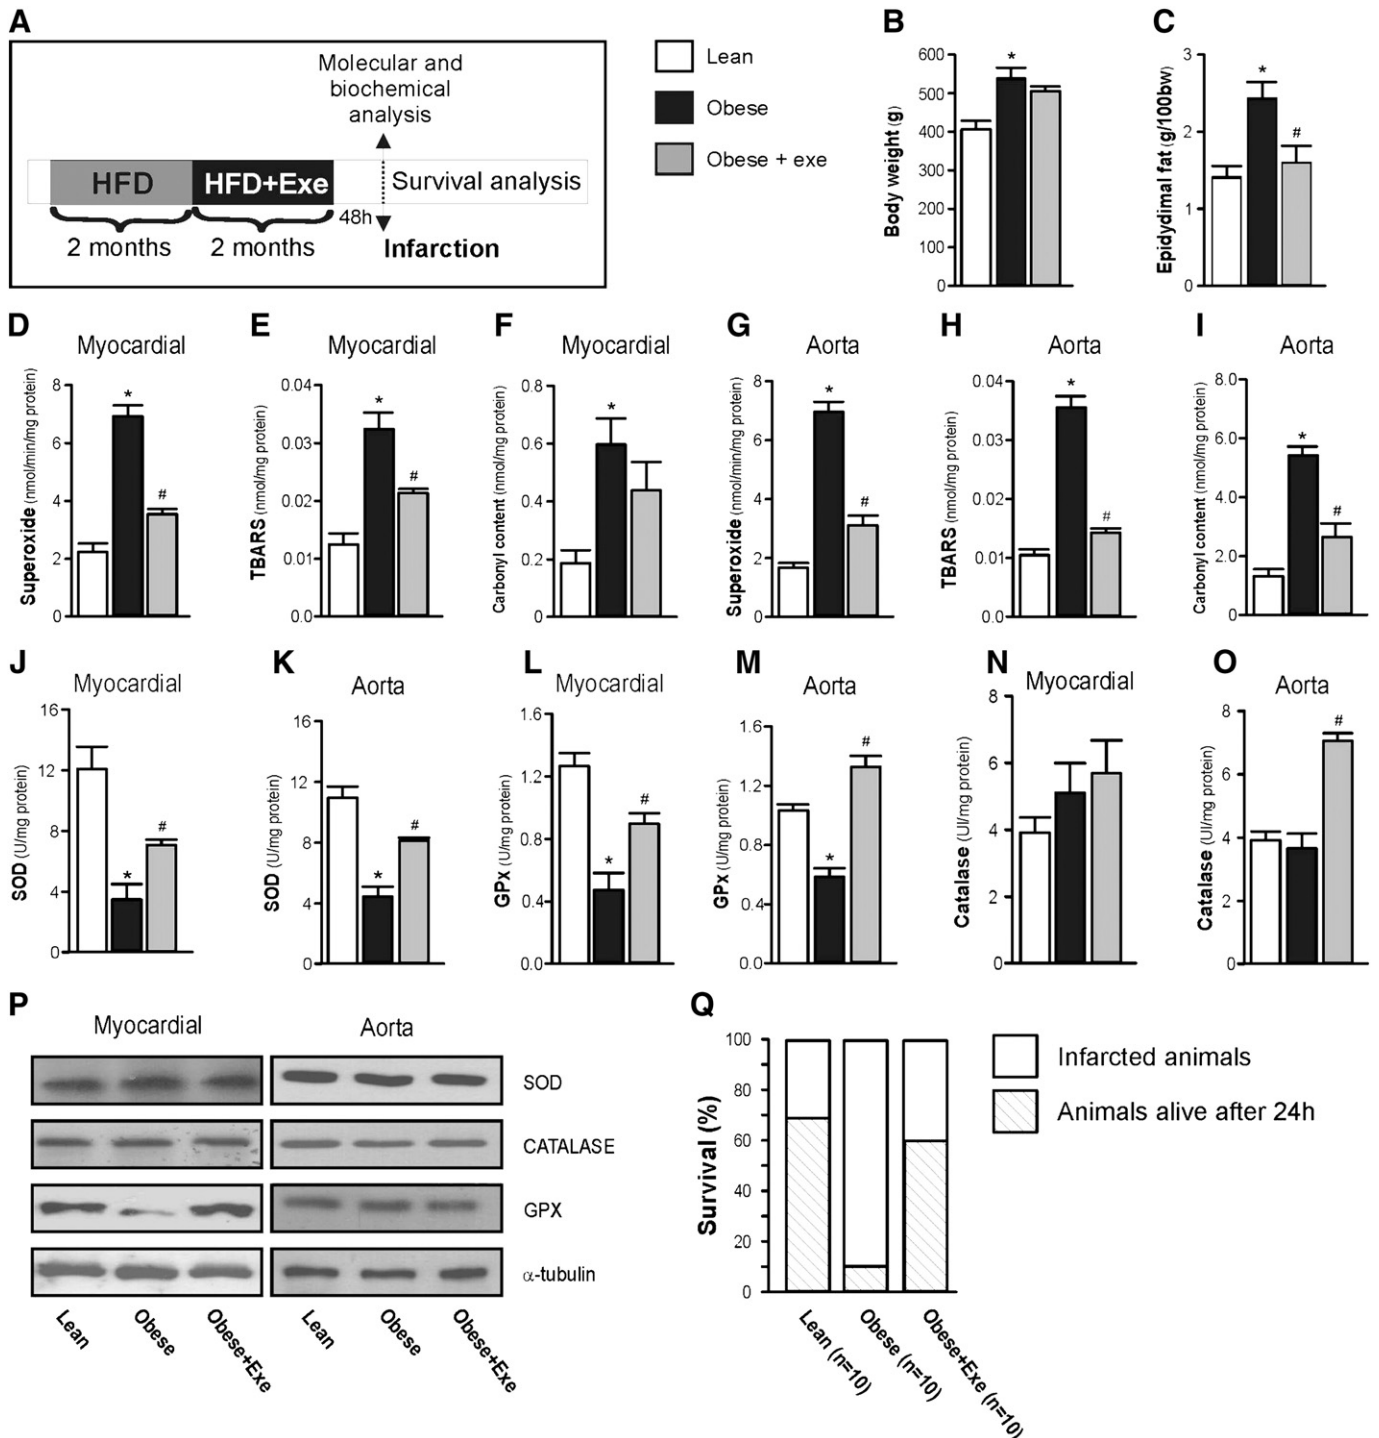 A
Molecular and
biochemical
analysis
HFD
HFD+Exe
Survival analysis
48h
2 months
2 months
Infarction
Lean
Obese
Obese + exe
B
600
500
400
300
200
100
0
Body weight (g)
*
C
3
2
1
0
Epidydimal fat (g/100bw)
*
#
D
Myocardial
8
6
4
2
0
Superoxide (nmol/min/mg protein)
*
#
E
Myocardial
0.04
0.03
0.02
0.01
0.0
TBARS (nmol/mg protein)
*
#
F
Myocardial
0.8
0.6
0.4
0.2
0
Carbonyl content (nmol/mg protein)
*
G
Aorta
8
6
4
2
0
Superoxide (nmol/min/mg protein)
*
#
H
Aorta
0.04
0.03
0.02
0.01
0.0
TBARS (nmol/mg protein)
*
#
I
Aorta
8.0
6.0
4.0
2.0
0
Carbonyl content (nmol/mg protein)
*
#
J
Myocardial
16
12
8
4
0
SOD (U/mg protein)
*
#
K
Aorta
16
12
8
4
0
SOD (U/mg protein)
*
#
L
Myocardial
1.6
1.2
0.8
0.4
0.0
GPx (U/mg protein)
*
#
M
Aorta
1.6
1.2
0.8
0.4
0.0
GPx (U/mg protein)
*
#
N
Myocardial
8
6
4
2
0
Catalase (UI/mg protein)
O
Aorta
8
6
4
2
0
Catalase (UI/mg protein)
#
P
Myocardial
Aorta
SOD
CATALASE
GPX
α-tubulin
Lean
Obese
Obese+Exe
Lean
Obese
Obese+Exe
Q
100
80
60
40
20
0
Survival (%)
Lean (n=10)
Obese (n=10)
Obese+Exe (n=10)
Infarcted animals
Animals alive after 24h